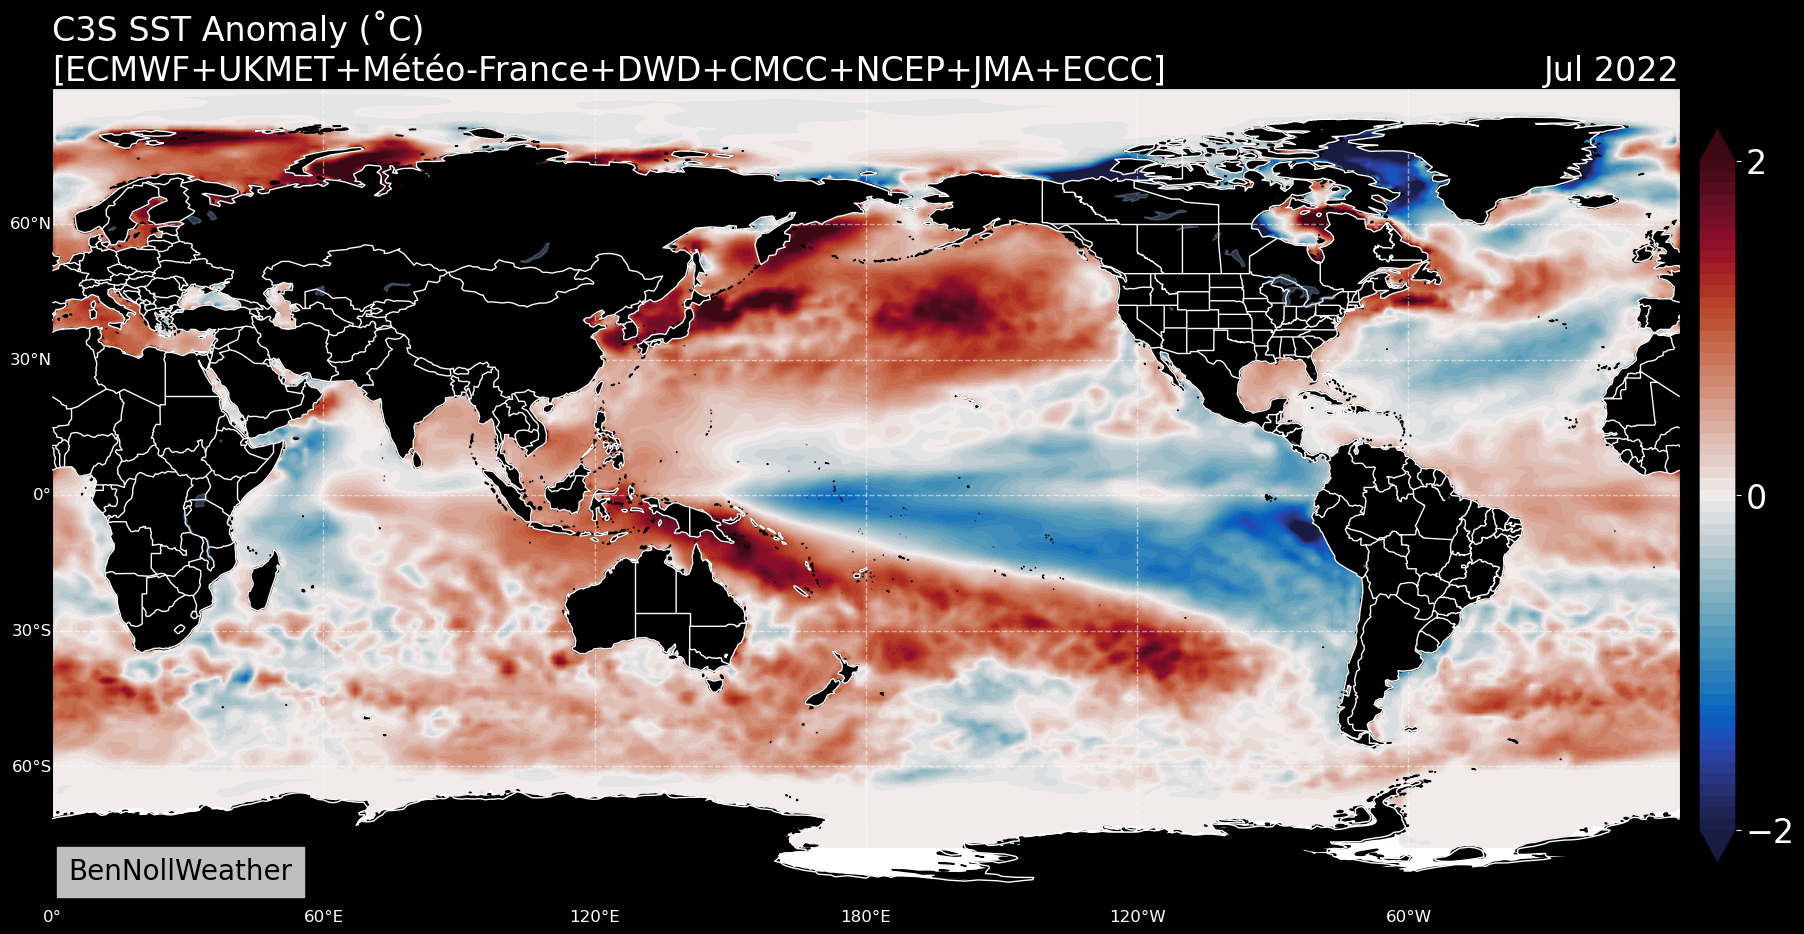 C3S SST Anomaly (˚C)
[ECMWF+UKMET+Météo-France+DWD+CMCC+NCEP+JMA+ECCC]
Jul 2022
60°N
30°N
0°
30°S
60°S
2
0
−2
BenNollWeather
0°
60°E
120°E
180°E
120°W
60°W